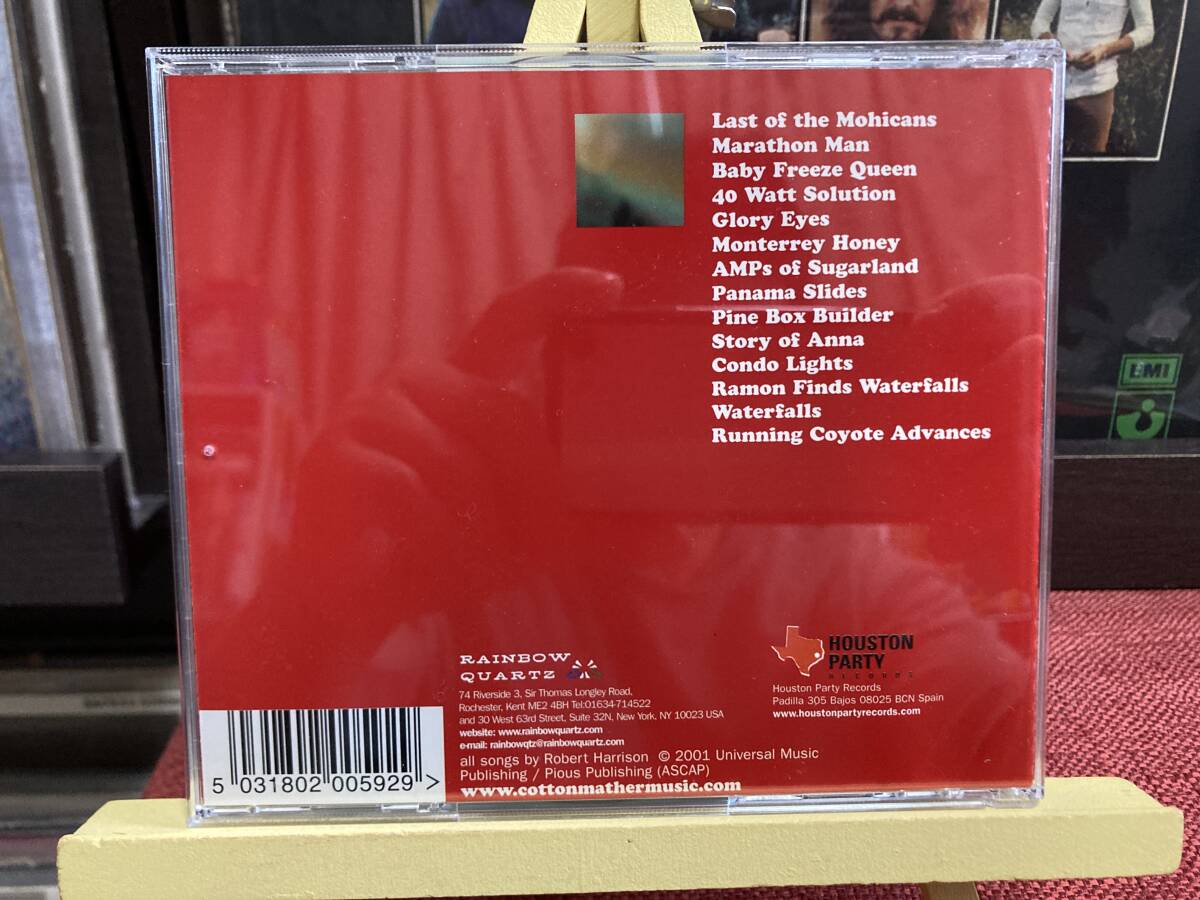 Last of the Mohicans
Marathon Man
Baby Freeze Queen
40 Watt Solution
Glory Eyes
Monterrey Honey
AMPs of Sugarland
Panama Slides
Pine Box Builder
Story of Anna
Condo Lights
Ramon Finds Waterfalls
Waterfalls
Running Coyote Advances
EMI
RAINBOW
QUARTZ
74 Riverside 3, Sir Thomas Longley Road,
Rochester, Kent ME2 4BH Tel:01634-714522
and 30 West 63rd Street, Suite 32N, New York, NY 10023 USA
website: www.rainbowquartz.com
e-mail: rainbowqtz@rainbowquartz.com
HOUSTON
PARTY
RECORDS
Houston Party Records
Padilla 305 Bajos 08025 BCN Spain
www.houstonpartyrecords.com
all songs by Robert Harrison © 2001 Universal Music
Publishing / Pious Publishing (ASCAP)
www.cottonmathermusic.com
5 031802 005929 >